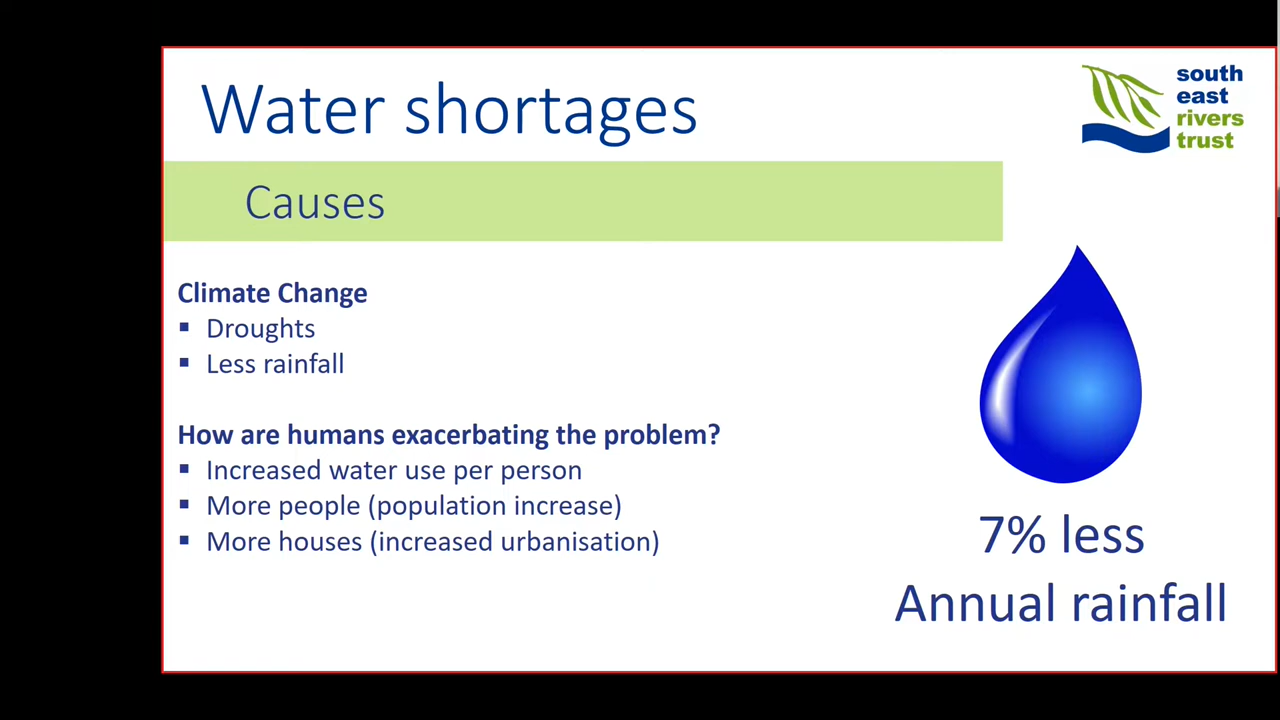 Water shortages
south
east
rivers
trust
Causes
Climate Change
▪ Droughts
▪ Less rainfall
How are humans exacerbating the problem?
▪ Increased water use per person
▪ More people (population increase)
▪ More houses (increased urbanisation)
7% less
Annual rainfall